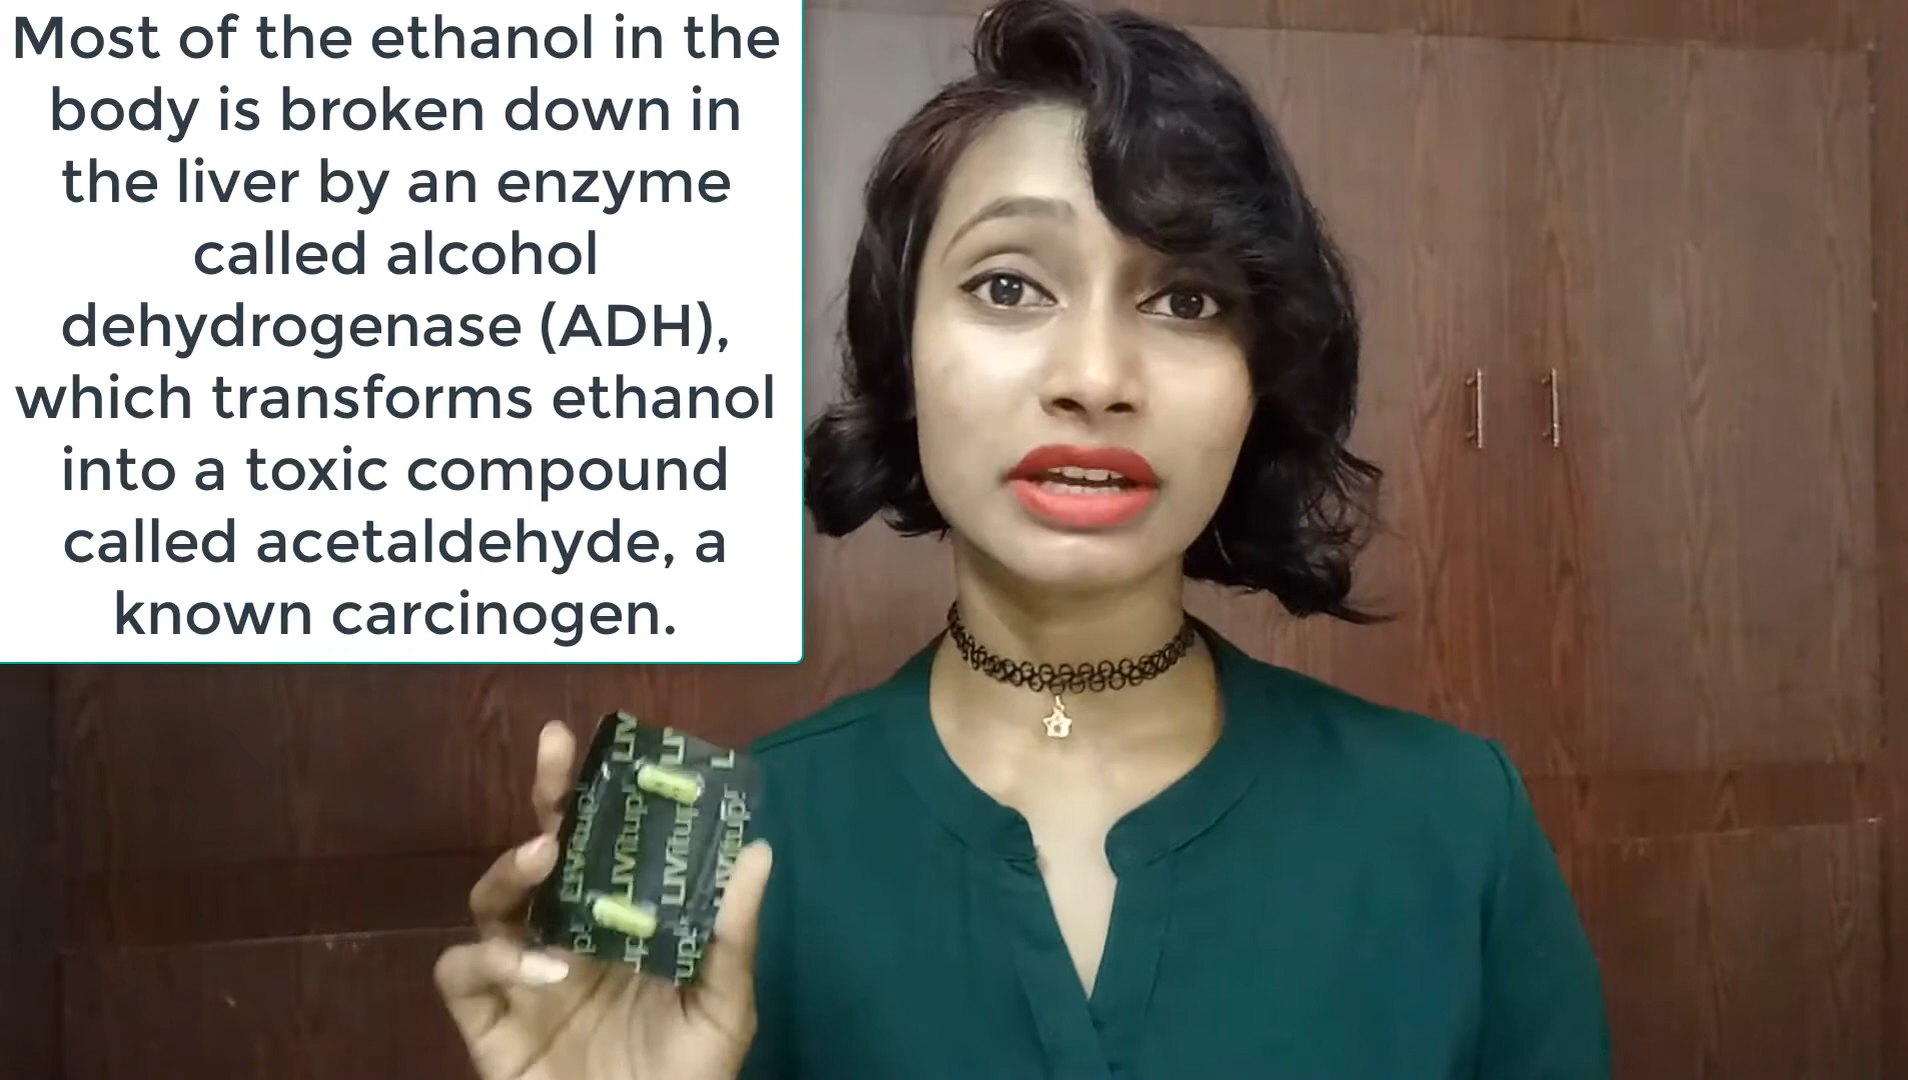 Most of the ethanol in the
body is broken down in
the liver by an enzyme
called alcohol
dehydrogenase (ADH),
which transforms ethanol
into a toxic compound
called acetaldehyde, a
known carcinogen.